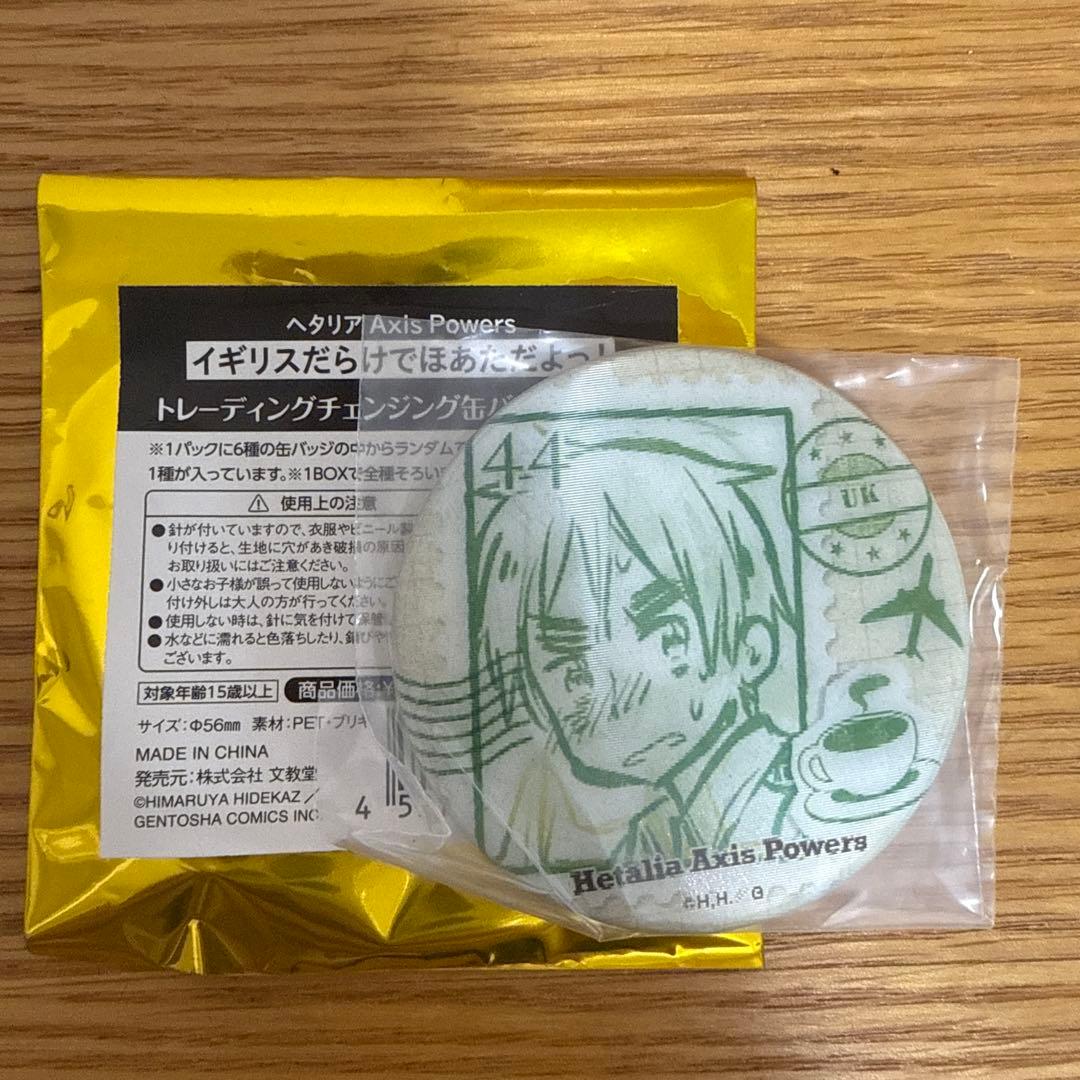 ヘタリア Axis Powers
イギリスだらけでほあただよっ!
トレーディングチェンジング缶バ
※1パックに6種の缶バッジの中からランダムで
1種が入っています。※1BOXで全種そろい
⚠ 使用上の注意
●針が付いていますので、衣服やビニール製
り付けると、生地に穴があき破損の原因
お取り扱いにはご注意ください。
●小さなお子様が誤って使用しないようにご
付け外しは大人の方が行ってください。
●使用しない時は、針に気を付けて保管
●水などに濡れると色落ちしたり、錆びや
ございます。
対象年齢15歳以上 商品価格:¥
サイズ:Φ56mm 素材:PET・ブリキ
MADE IN CHINA
発売元:株式会社 文教堂
©HIMARUYA HIDEKAZ /
GENTOSHA COMICS INC.
4 5
44
UK
Hetalia Axis Powers
©H,H. G